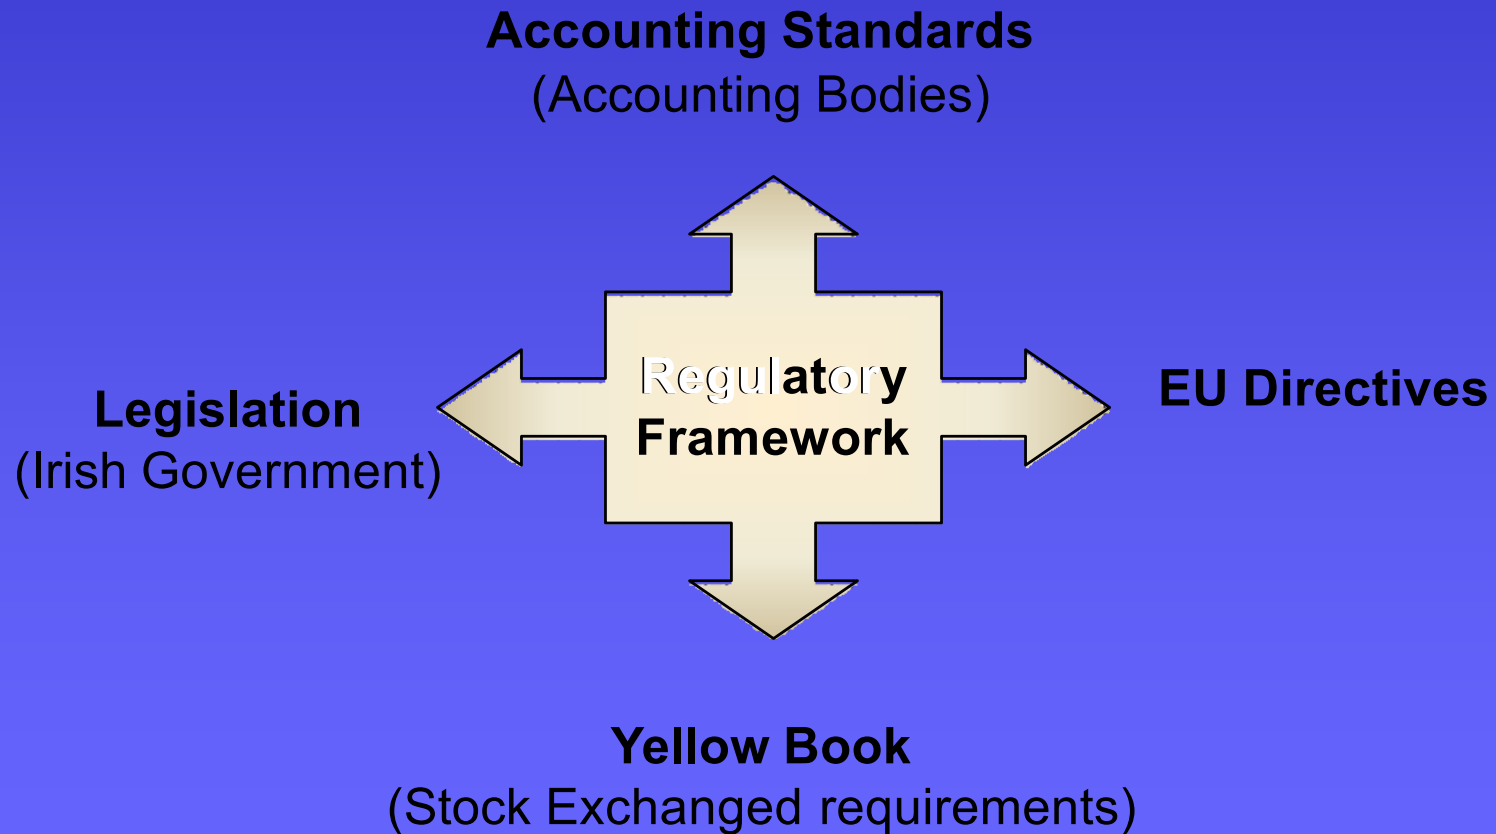 Accounting Standards
(Accounting Bodies)
Regulatory
Framework
Legislation
(Irish Government)
EU Directives
Yellow Book
(Stock Exchanged requirements)